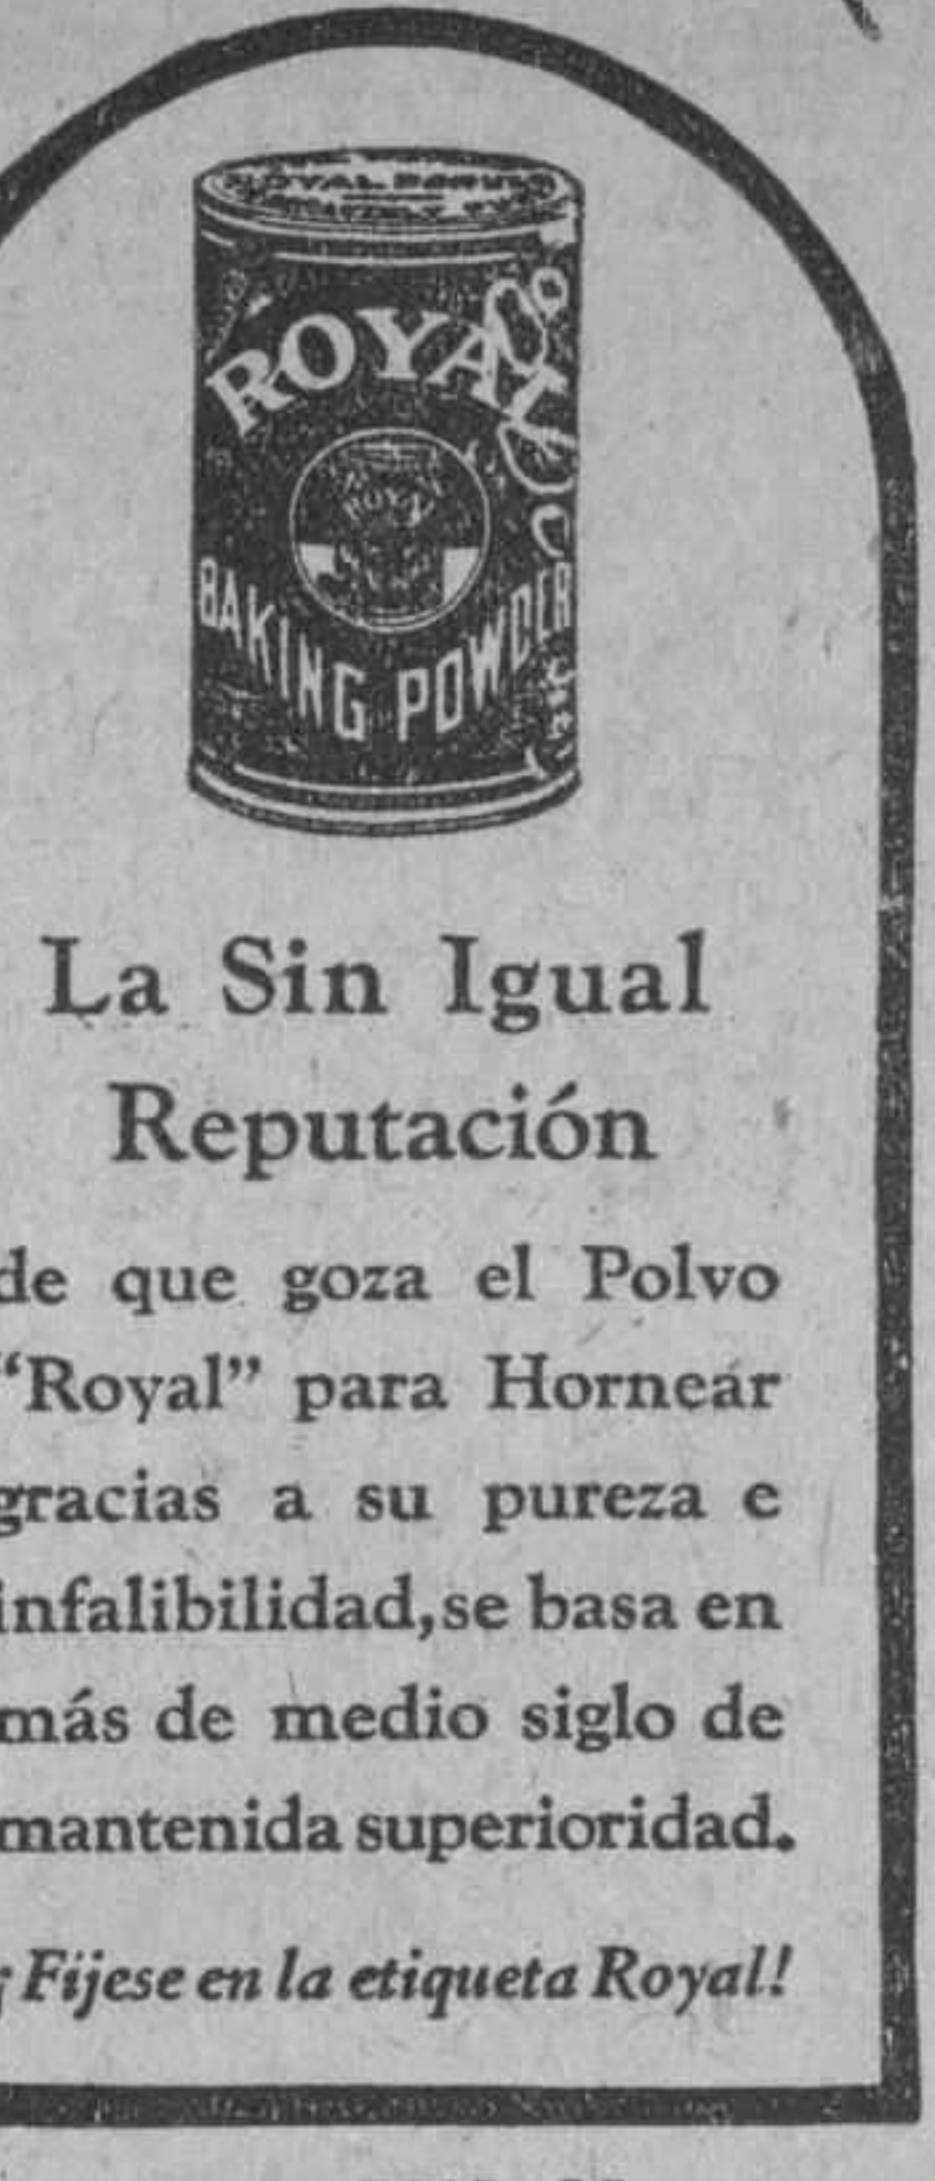 ROYAL
ROYAL
BAKING POWDER
La Sin Igual
Reputación
de que goza el Polvo
“Royal” para Hornear
gracias a su pureza e
infalibilidad, se basa en
más de medio siglo de
mantenida superioridad.
¡Fíjese en la etiqueta Royal!